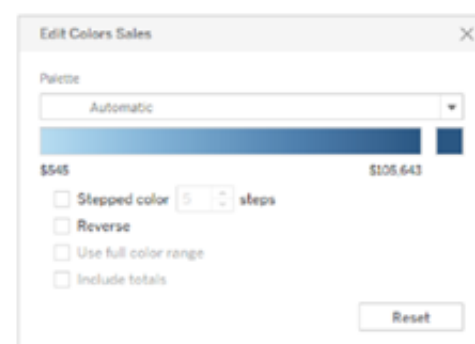 Edit Colors Sales
Palette
Automatic
$545 $105,643
Stepped color 5 steps
Reverse
Use full color range
Include totals
Reset